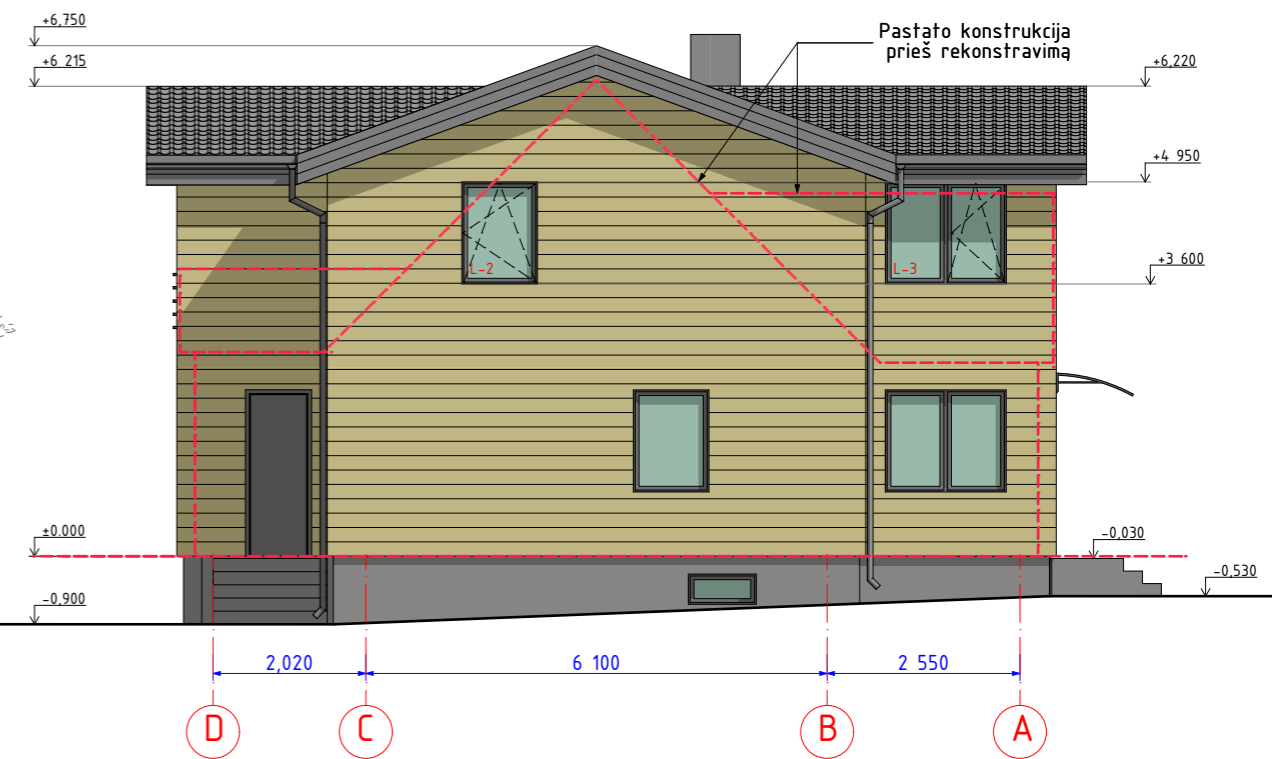 +6,750
Pastato konstrukcija
prieš rekonstravimą
+6 215
+6,220
+4 950
+3 600
L-2
L-3
±0.000
-0,030
-0,530
-0,900
2,020
6 100
2 550
D
C
B
A